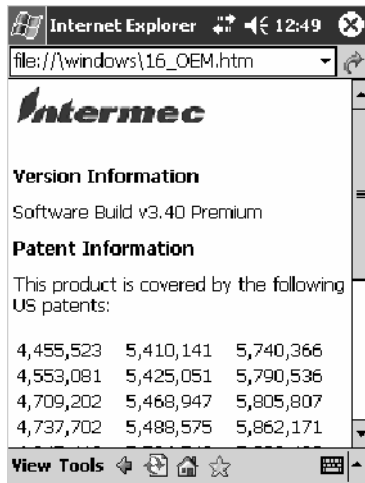 Internet Explorer 12:49
file://\windows\16_OEM.htm
Intermec
Version Information
Software Build v3.40 Premium
Patent Information
This product is covered by the following
US patents:
4,455,523 5,410,141 5,740,366
4,553,081 5,425,051 5,790,536
4,709,202 5,468,947 5,805,807
4,737,702 5,488,575 5,862,171
View Tools